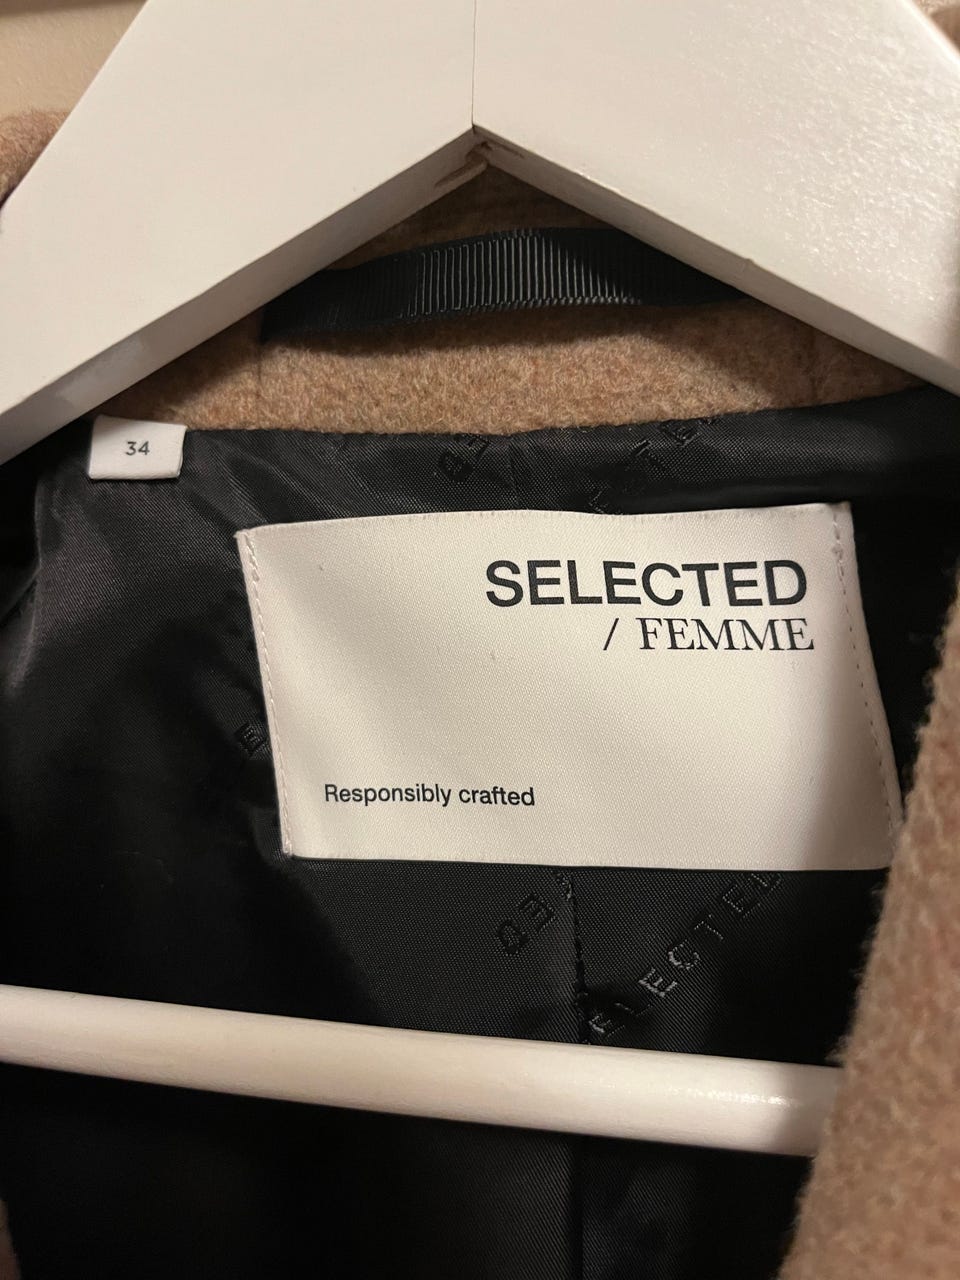 34
SELECTED
/ FEMME
Responsibly crafted